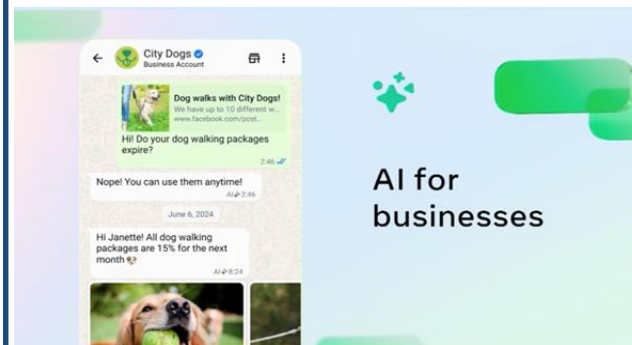 City Dogs
Business Account
Dog walks with City Dogs!
We have up to 10 different w...
www.facebook.com/post...
Hi! Do your dog walking packages
expire?
2:46
Nope! You can use them anytime!
AI 2:46
June 6, 2024
Hi Janette! All dog walking
packages are 15% for the next
month
AI 8:24
AI for
businesses